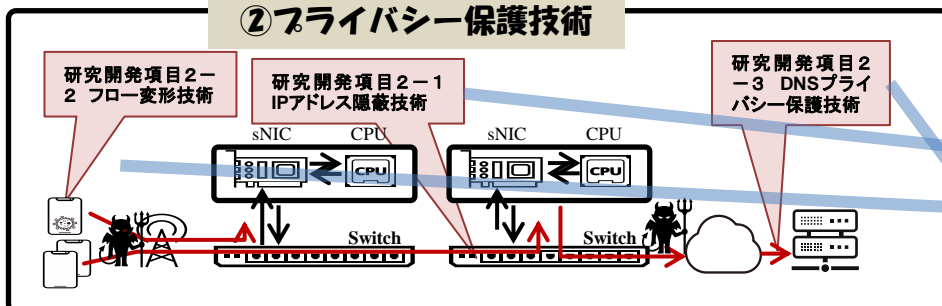 ②プライバシー保護技術
研究開発項目２－
２ フロー変形技術
研究開発項目２－１
IPアドレス隠蔽技術
研究開発項目２
－３ DNSプライ
バシー保護技術
sNIC
CPU
sNIC
CPU
CPU
CPU
Switch
Switch